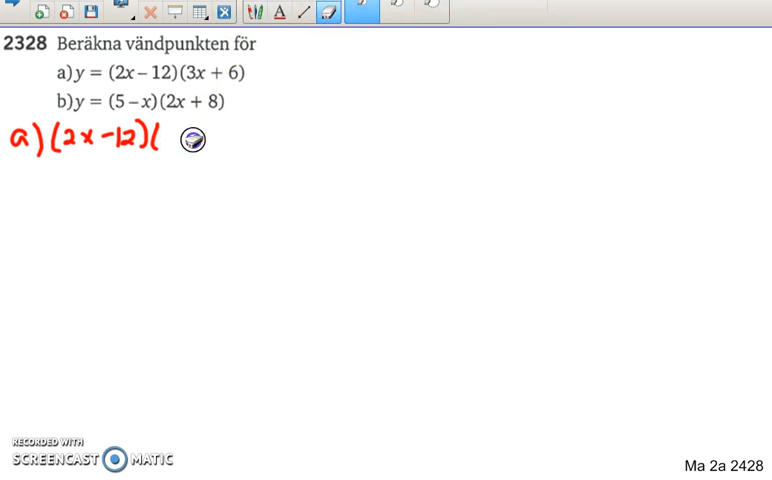 2328 Beräkna vändpunkten för
a) y = (2x – 12)(3x + 6)
b) y = (5 – x)(2x + 8)
a) (2x -12)(
RECORDED WITH
SCREENCAST MATIC
Ma 2a 2428